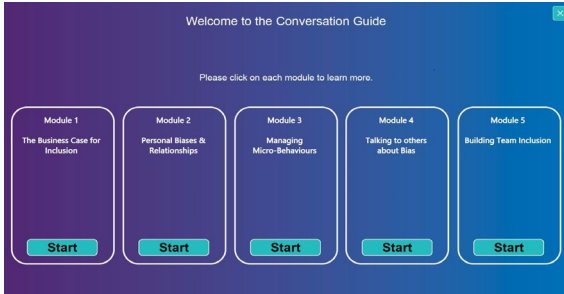 Welcome to the Conversation Guide
Please click on each module to learn more.
Module 1
The Business Case for
Inclusion
Start
Module 2
Personal Biases &
Relationships
Start
Module 3
Managing
Micro-Behaviours
Start
Module 4
Talking to others
about Bias
Start
Module 5
Building Team Inclusion
Start